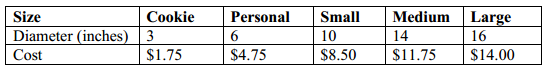 Size Cookie Personal Small Medium Large
Diameter (inches) 3 6 10 14 16
Cost $1.75 $4.75 $8.50 $11.75 $14.00